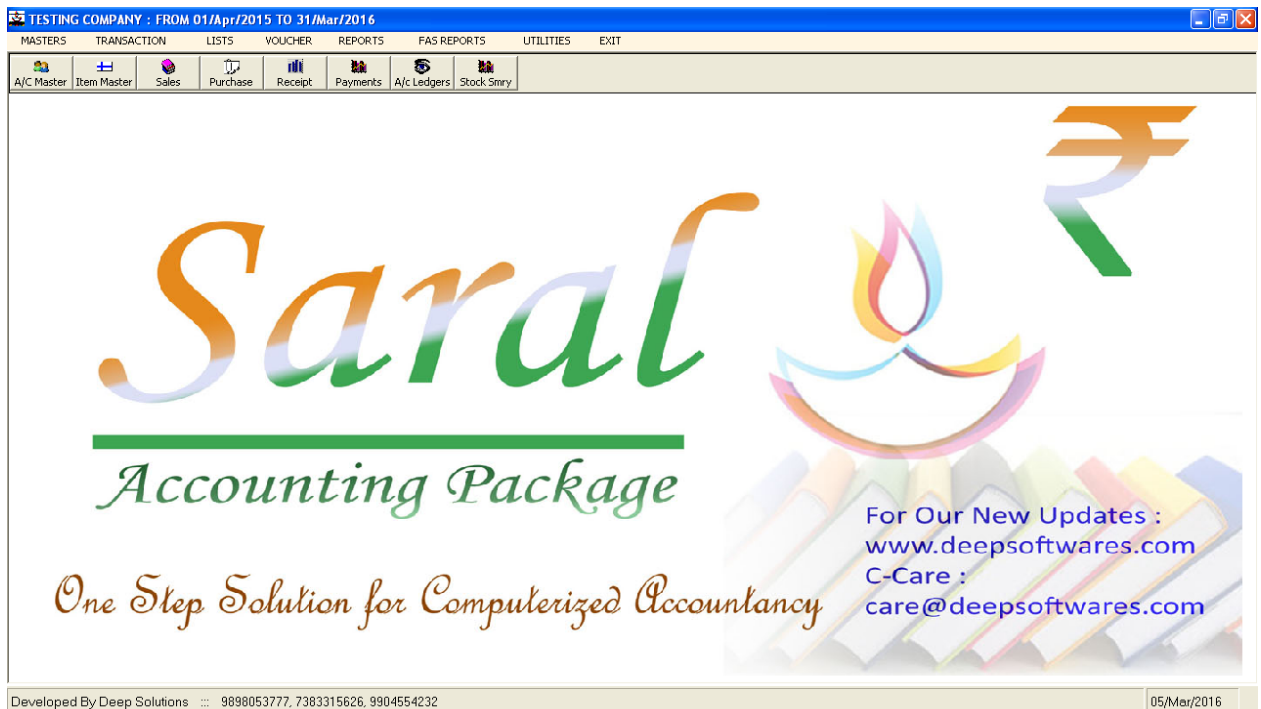 TESTING COMPANY : FROM 01/Apr/2015 TO 31/Mar/2016
MASTERS TRANSACTION LISTS VOUCHER REPORTS FAS REPORTS UTILITIES EXIT
A/C Master Item Master Sales Purchase Receipt Payments A/c Ledgers Stock Smry
₹
Saral
Accounting Package
For Our New Updates :
www.deepsoftwares.com
C-Care :
care@deepsoftwares.com
One Step Solution for Computerized Accountancy
Developed By Deep Solutions ::: 9898053777, 7383315626, 9904554232 05/Mar/2016